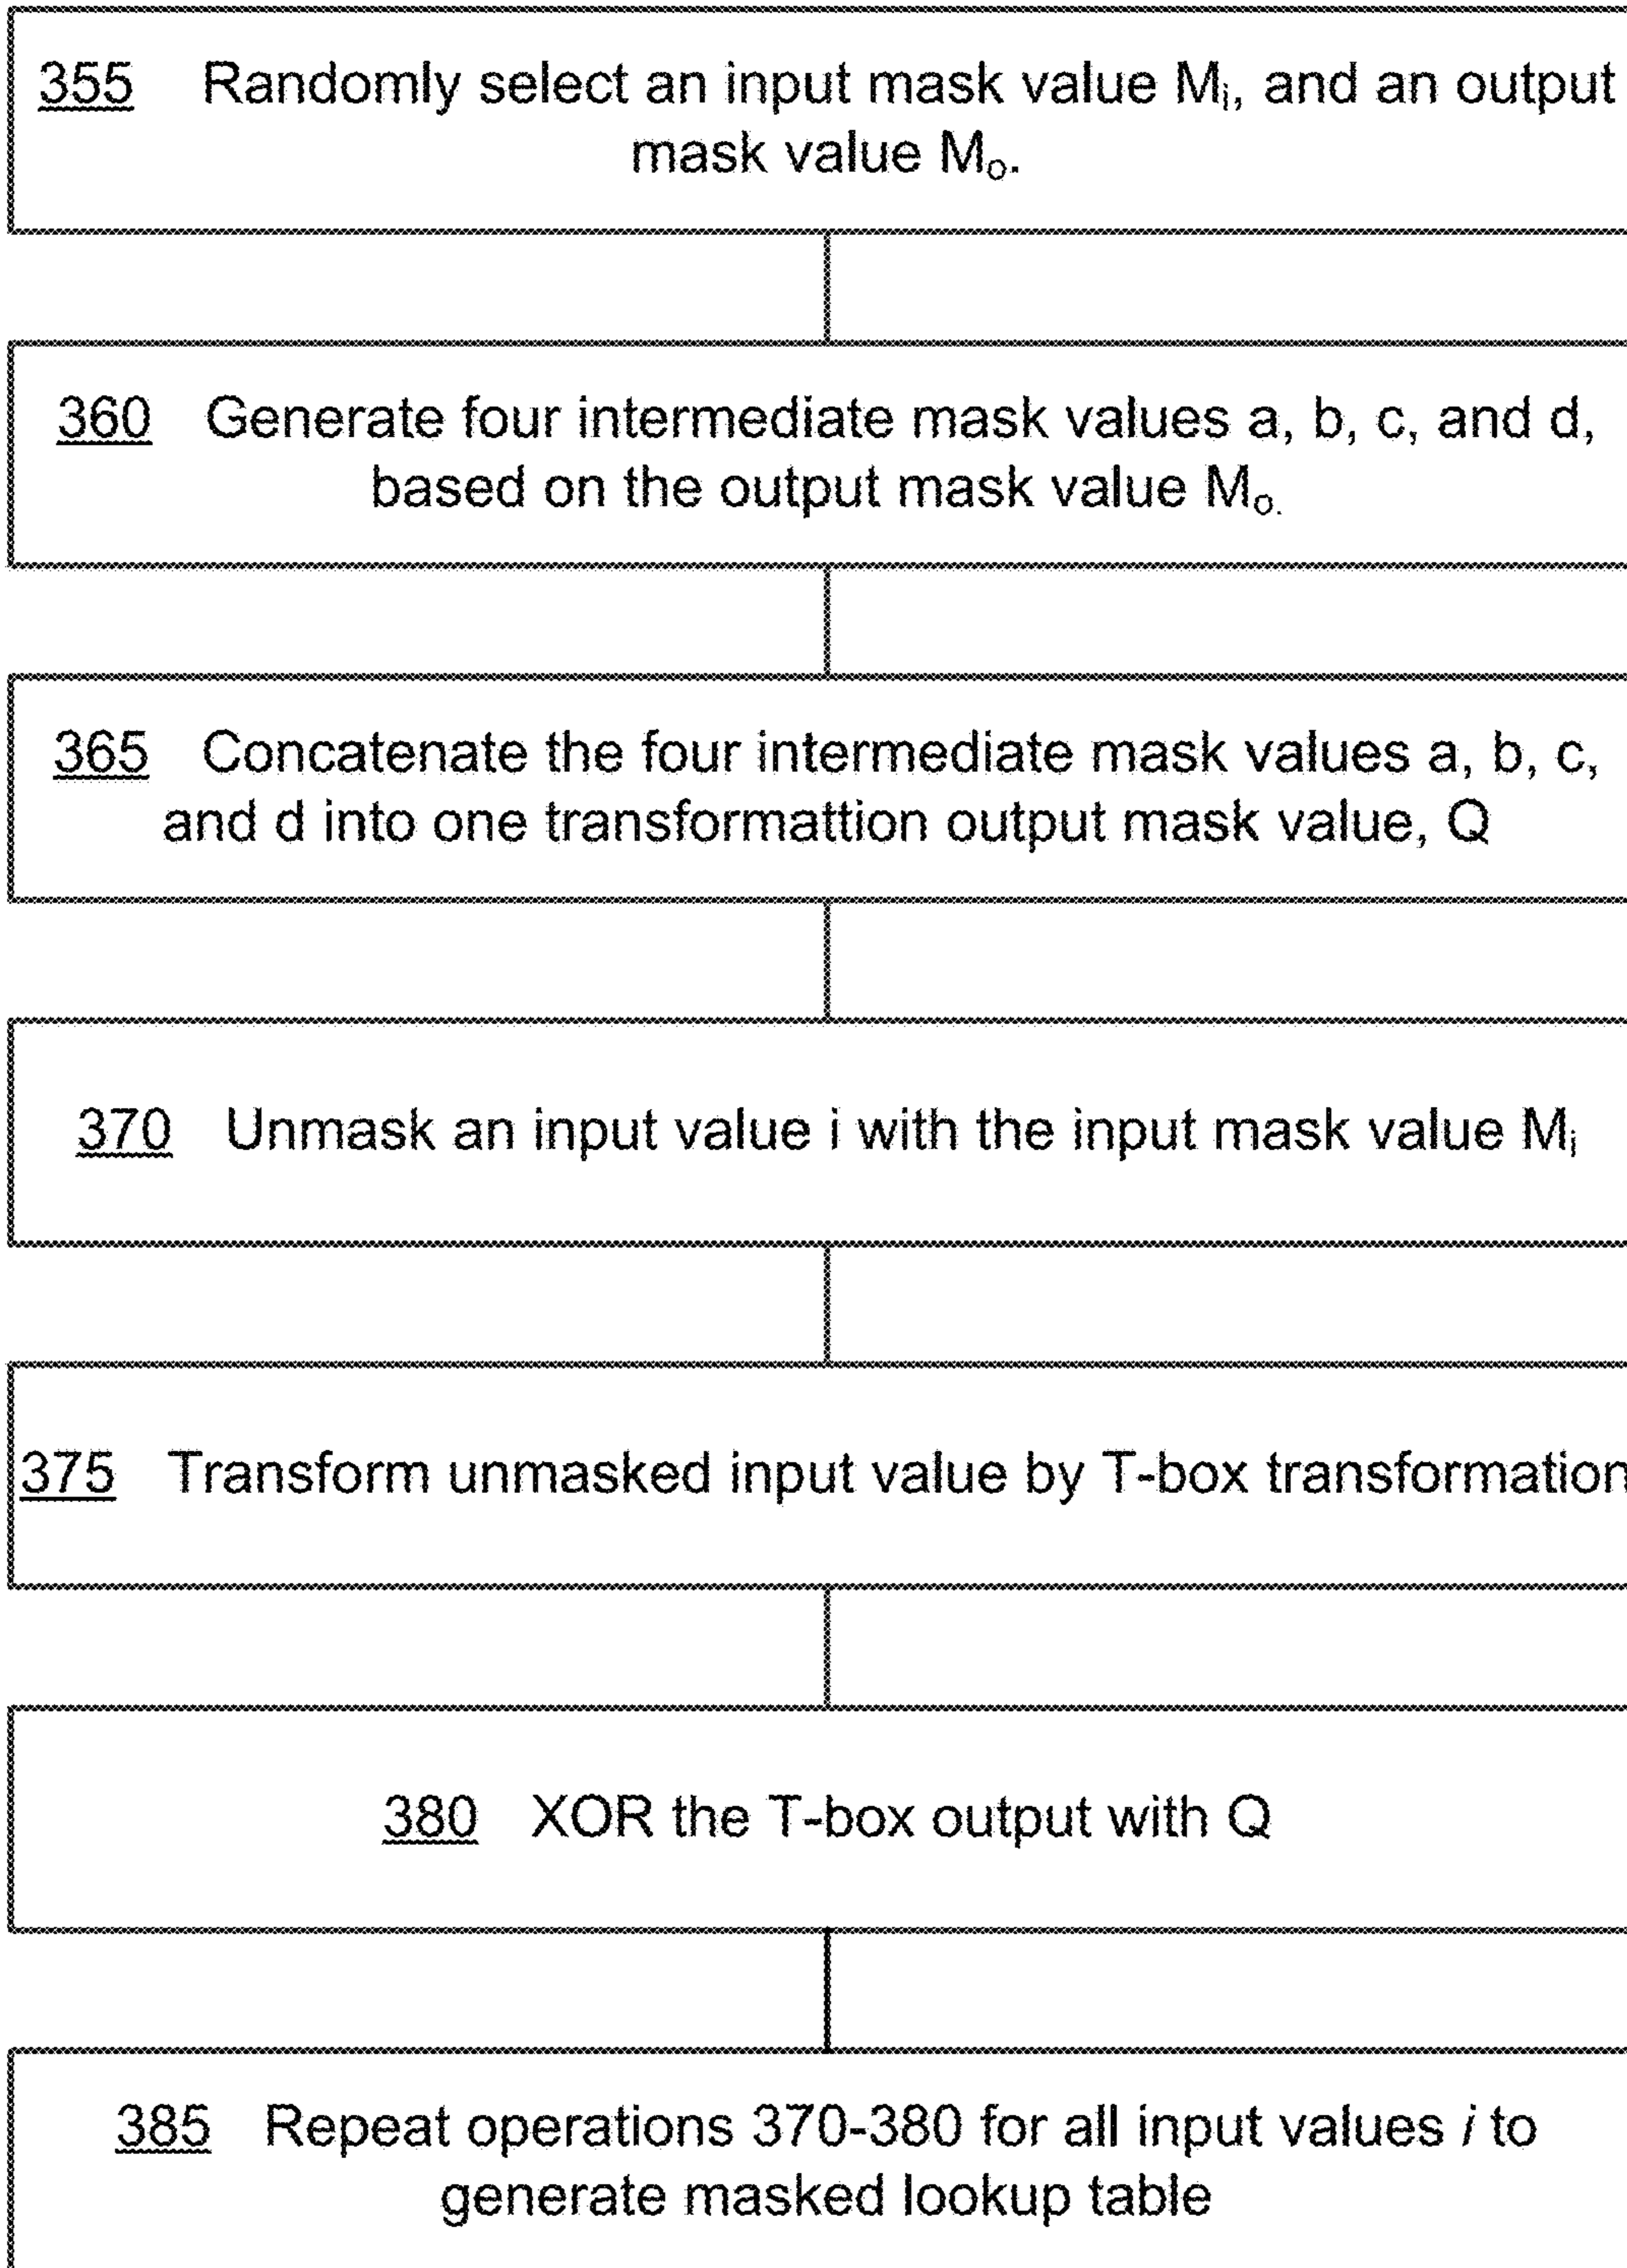 355 Randomly select an input mask value Mi, and an output
mask value Mo.
360 Generate four intermediate mask values a, b, c, and d,
based on the output mask value Mo.
365 Concatenate the four intermediate mask values a, b, c,
and d into one transformattion output mask value, Q
370 Unmask an input value i with the input mask value Mi
375 Transform unmasked input value by T-box transformation
380 XOR the T-box output with Q
385 Repeat operations 370-380 for all input values i to
generate masked lookup table